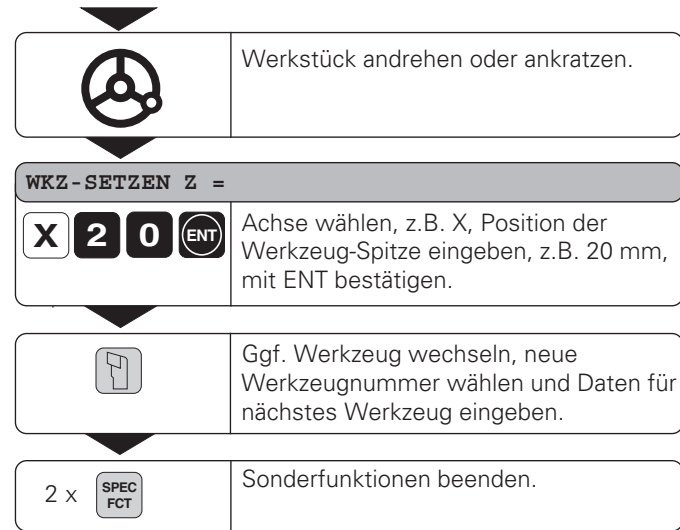 Werkstück andrehen oder ankratzen.
WKZ-SETZEN Z =
X 2 0 ENT
Achse wählen, z.B. X, Position der
Werkzeug-Spitze eingeben, z.B. 20 mm,
mit ENT bestätigen.
Ggf. Werkzeug wechseln, neue
Werkzeugnummer wählen und Daten für
nächstes Werkzeug eingeben.
2 x SPEC
FCT
Sonderfunktionen beenden.